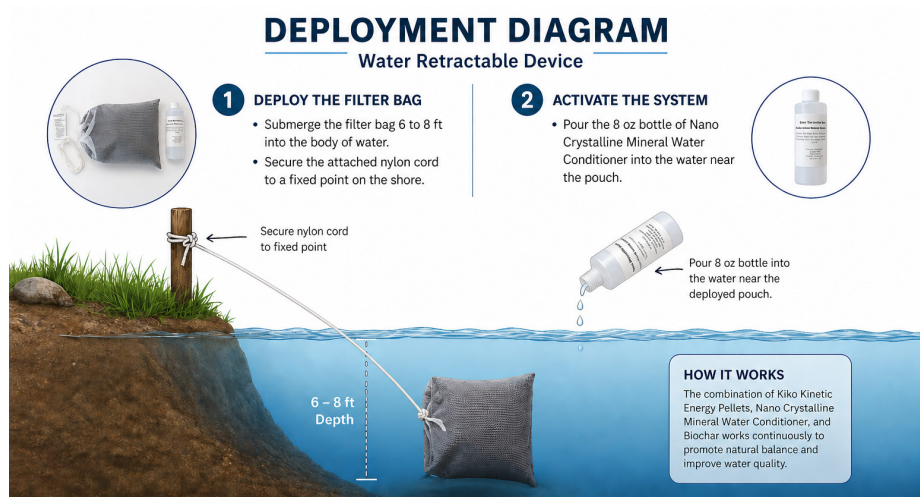 DEPLOYMENT DIAGRAM
Water Retractable Device
1 DEPLOY THE FILTER BAG
• Submerge the filter bag 6 to 8 ft
into the body of water.
• Secure the attached nylon cord
to a fixed point on the shore.
2 ACTIVATE THE SYSTEM
• Pour the 8 oz bottle of Nano
Crystalline Mineral Water
Conditioner into the water near
the pouch.
Secure nylon cord
to fixed point
Pour 8 oz bottle into
the water near the
deployed pouch.
6 – 8 ft
Depth
HOW IT WORKS
The combination of Kiko Kinetic
Energy Pellets, Nano Crystalline
Mineral Water Conditioner, and
Biochar works continuously to
promote natural balance and
improve water quality.